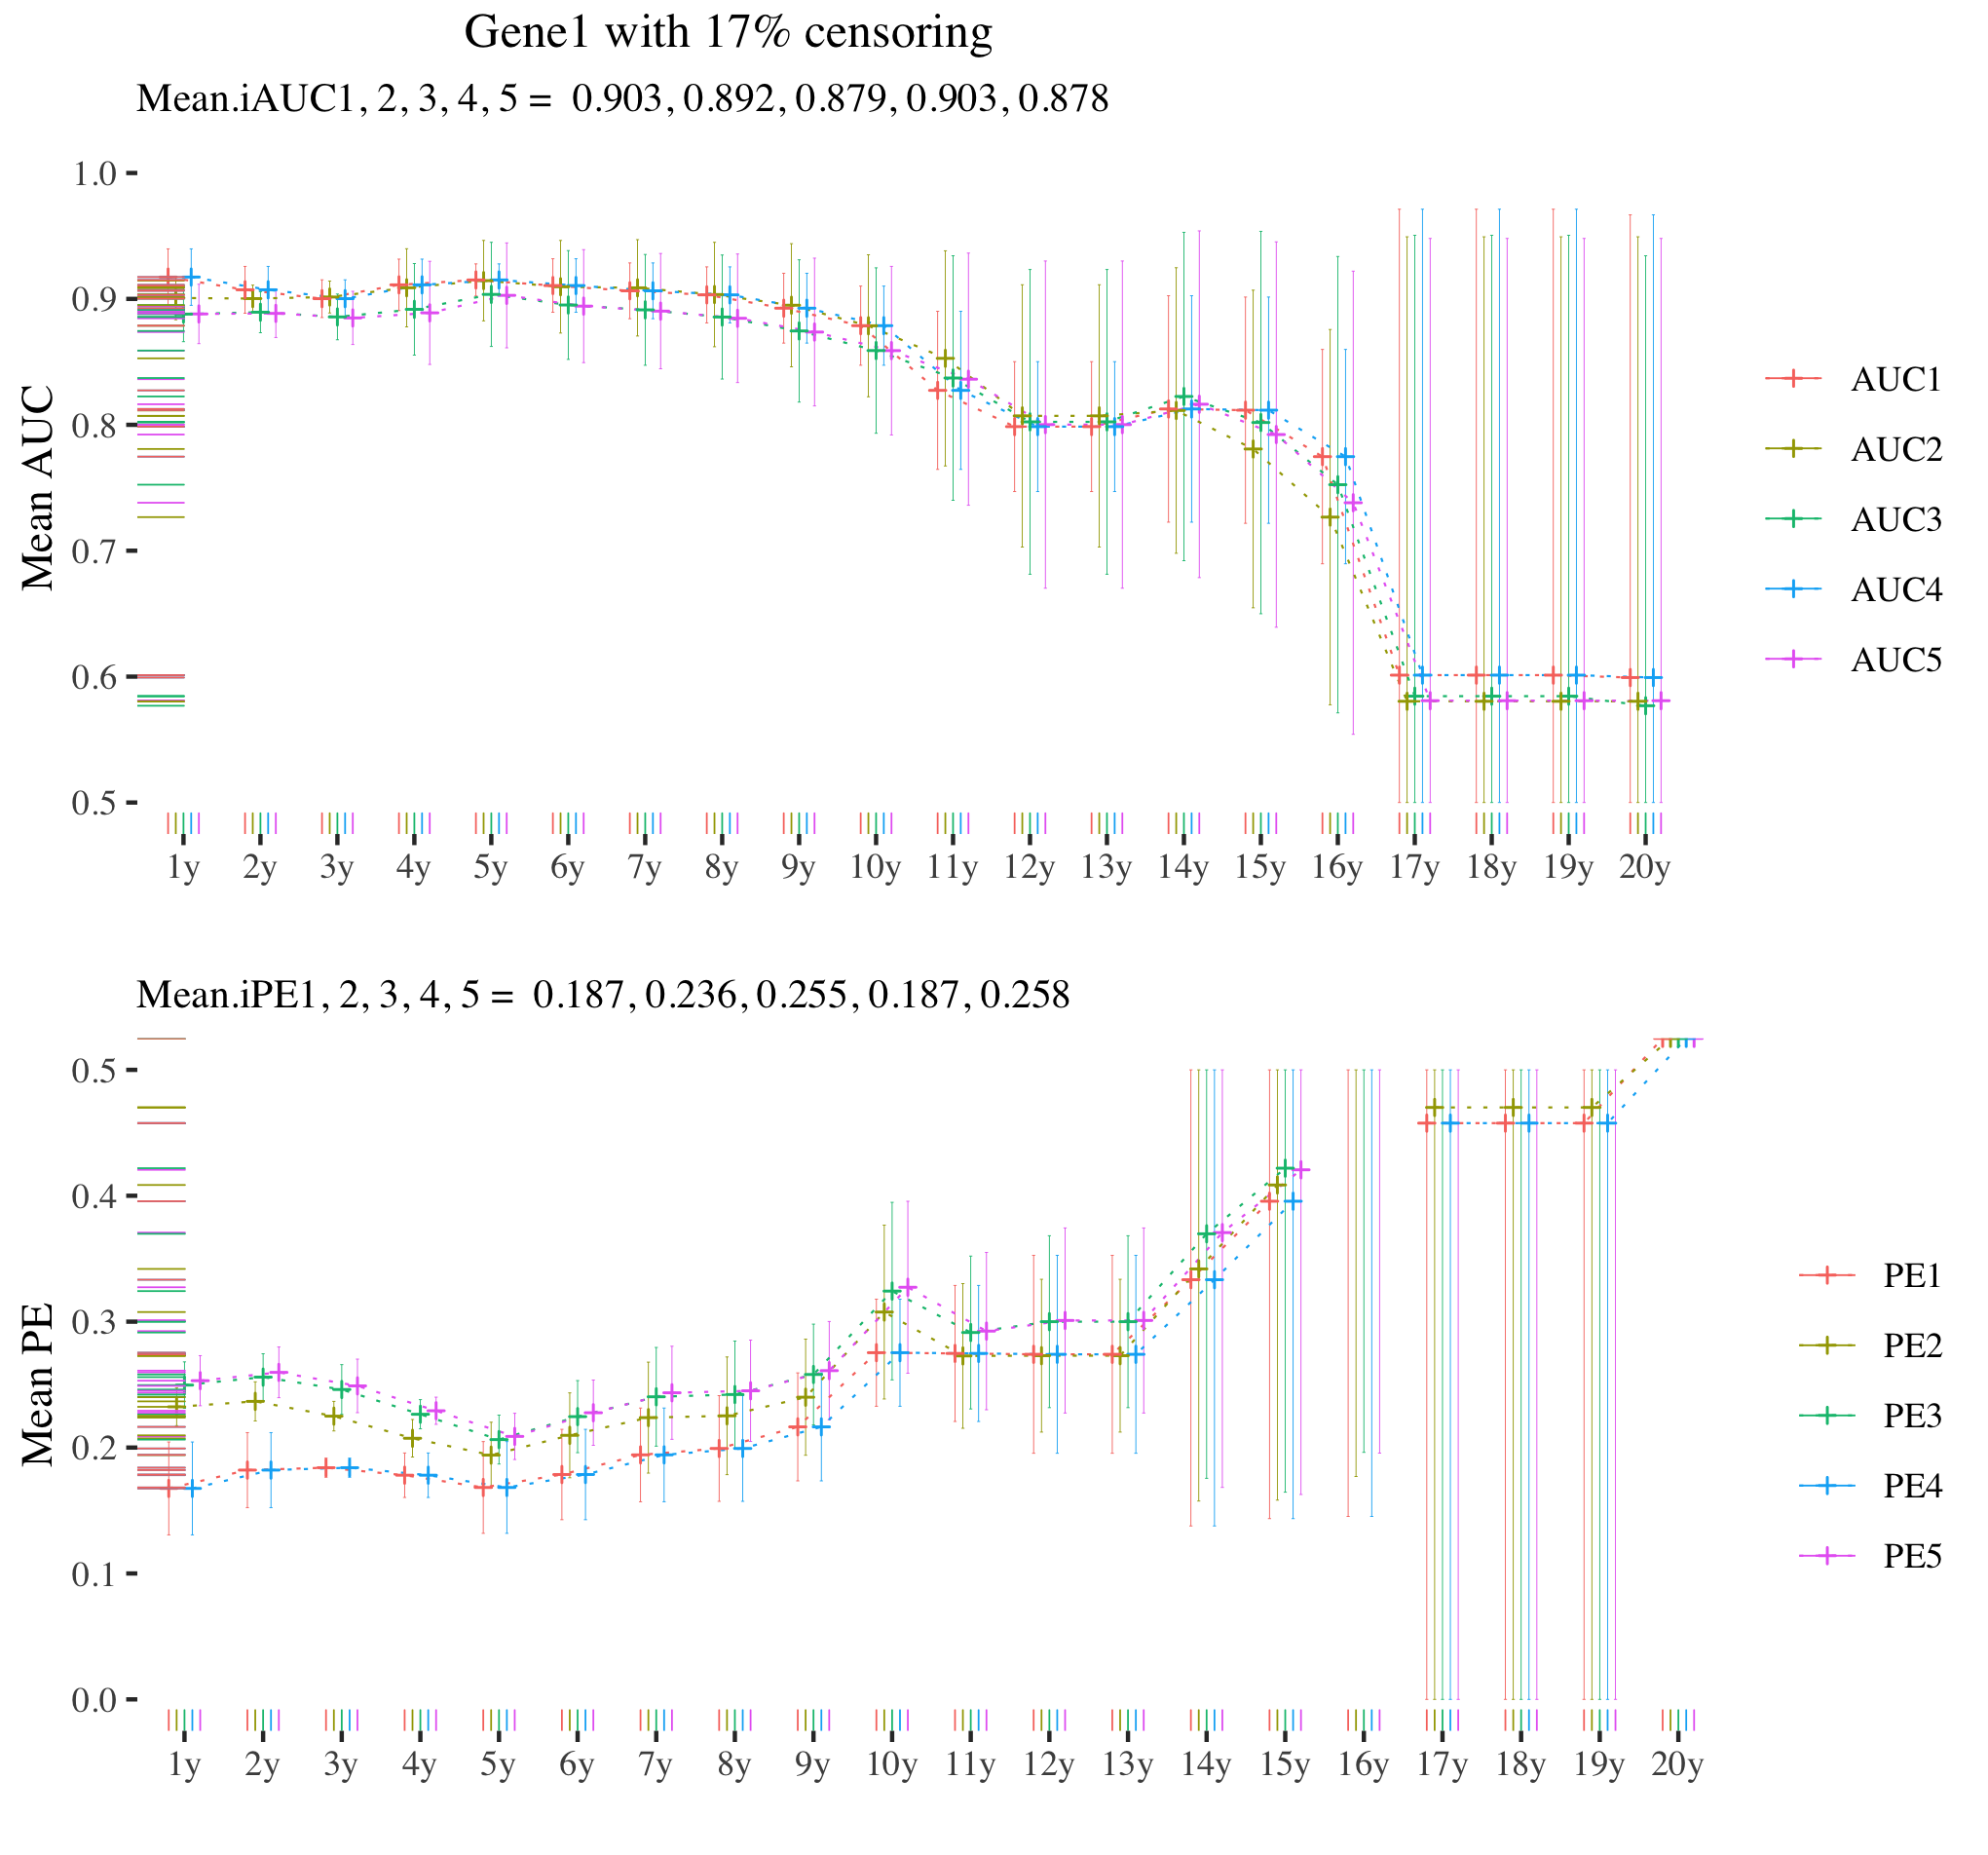 Gene1 with 17% censoring
Mean.iAUC1, 2, 3, 4, 5 = 0.903, 0.892, 0.879, 0.903, 0.878
Mean AUC
1.0
0.9
0.8
0.7
0.6
0.5
1y 2y 3y 4y 5y 6y 7y 8y 9y 10y 11y 12y 13y 14y 15y 16y 17y 18y 19y 20y
AUC1
AUC2
AUC3
AUC4
AUC5
Mean.iPE1, 2, 3, 4, 5 = 0.187, 0.236, 0.255, 0.187, 0.258
Mean PE
0.5
0.4
0.3
0.2
0.1
0.0
1y 2y 3y 4y 5y 6y 7y 8y 9y 10y 11y 12y 13y 14y 15y 16y 17y 18y 19y 20y
PE1
PE2
PE3
PE4
PE5